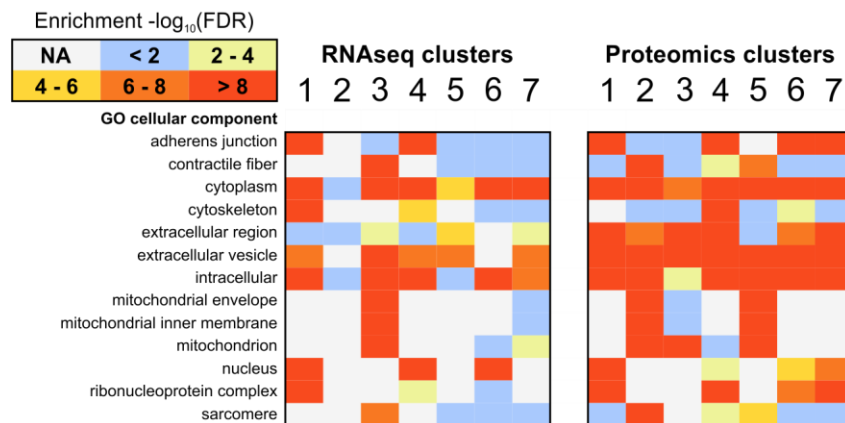 Enrichment -log₁₀(FDR)
NA < 2 2 - 4
4 - 6 6 - 8 > 8
RNAseq clusters Proteomics clusters
1 2 3 4 5 6 7 1 2 3 4 5 6 7
GO cellular component
adherens junction
contractile fiber
cytoplasm
cytoskeleton
extracellular region
extracellular vesicle
intracellular
mitochondrial envelope
mitochondrial inner membrane
mitochondrion
nucleus
ribonucleoprotein complex
sarcomere